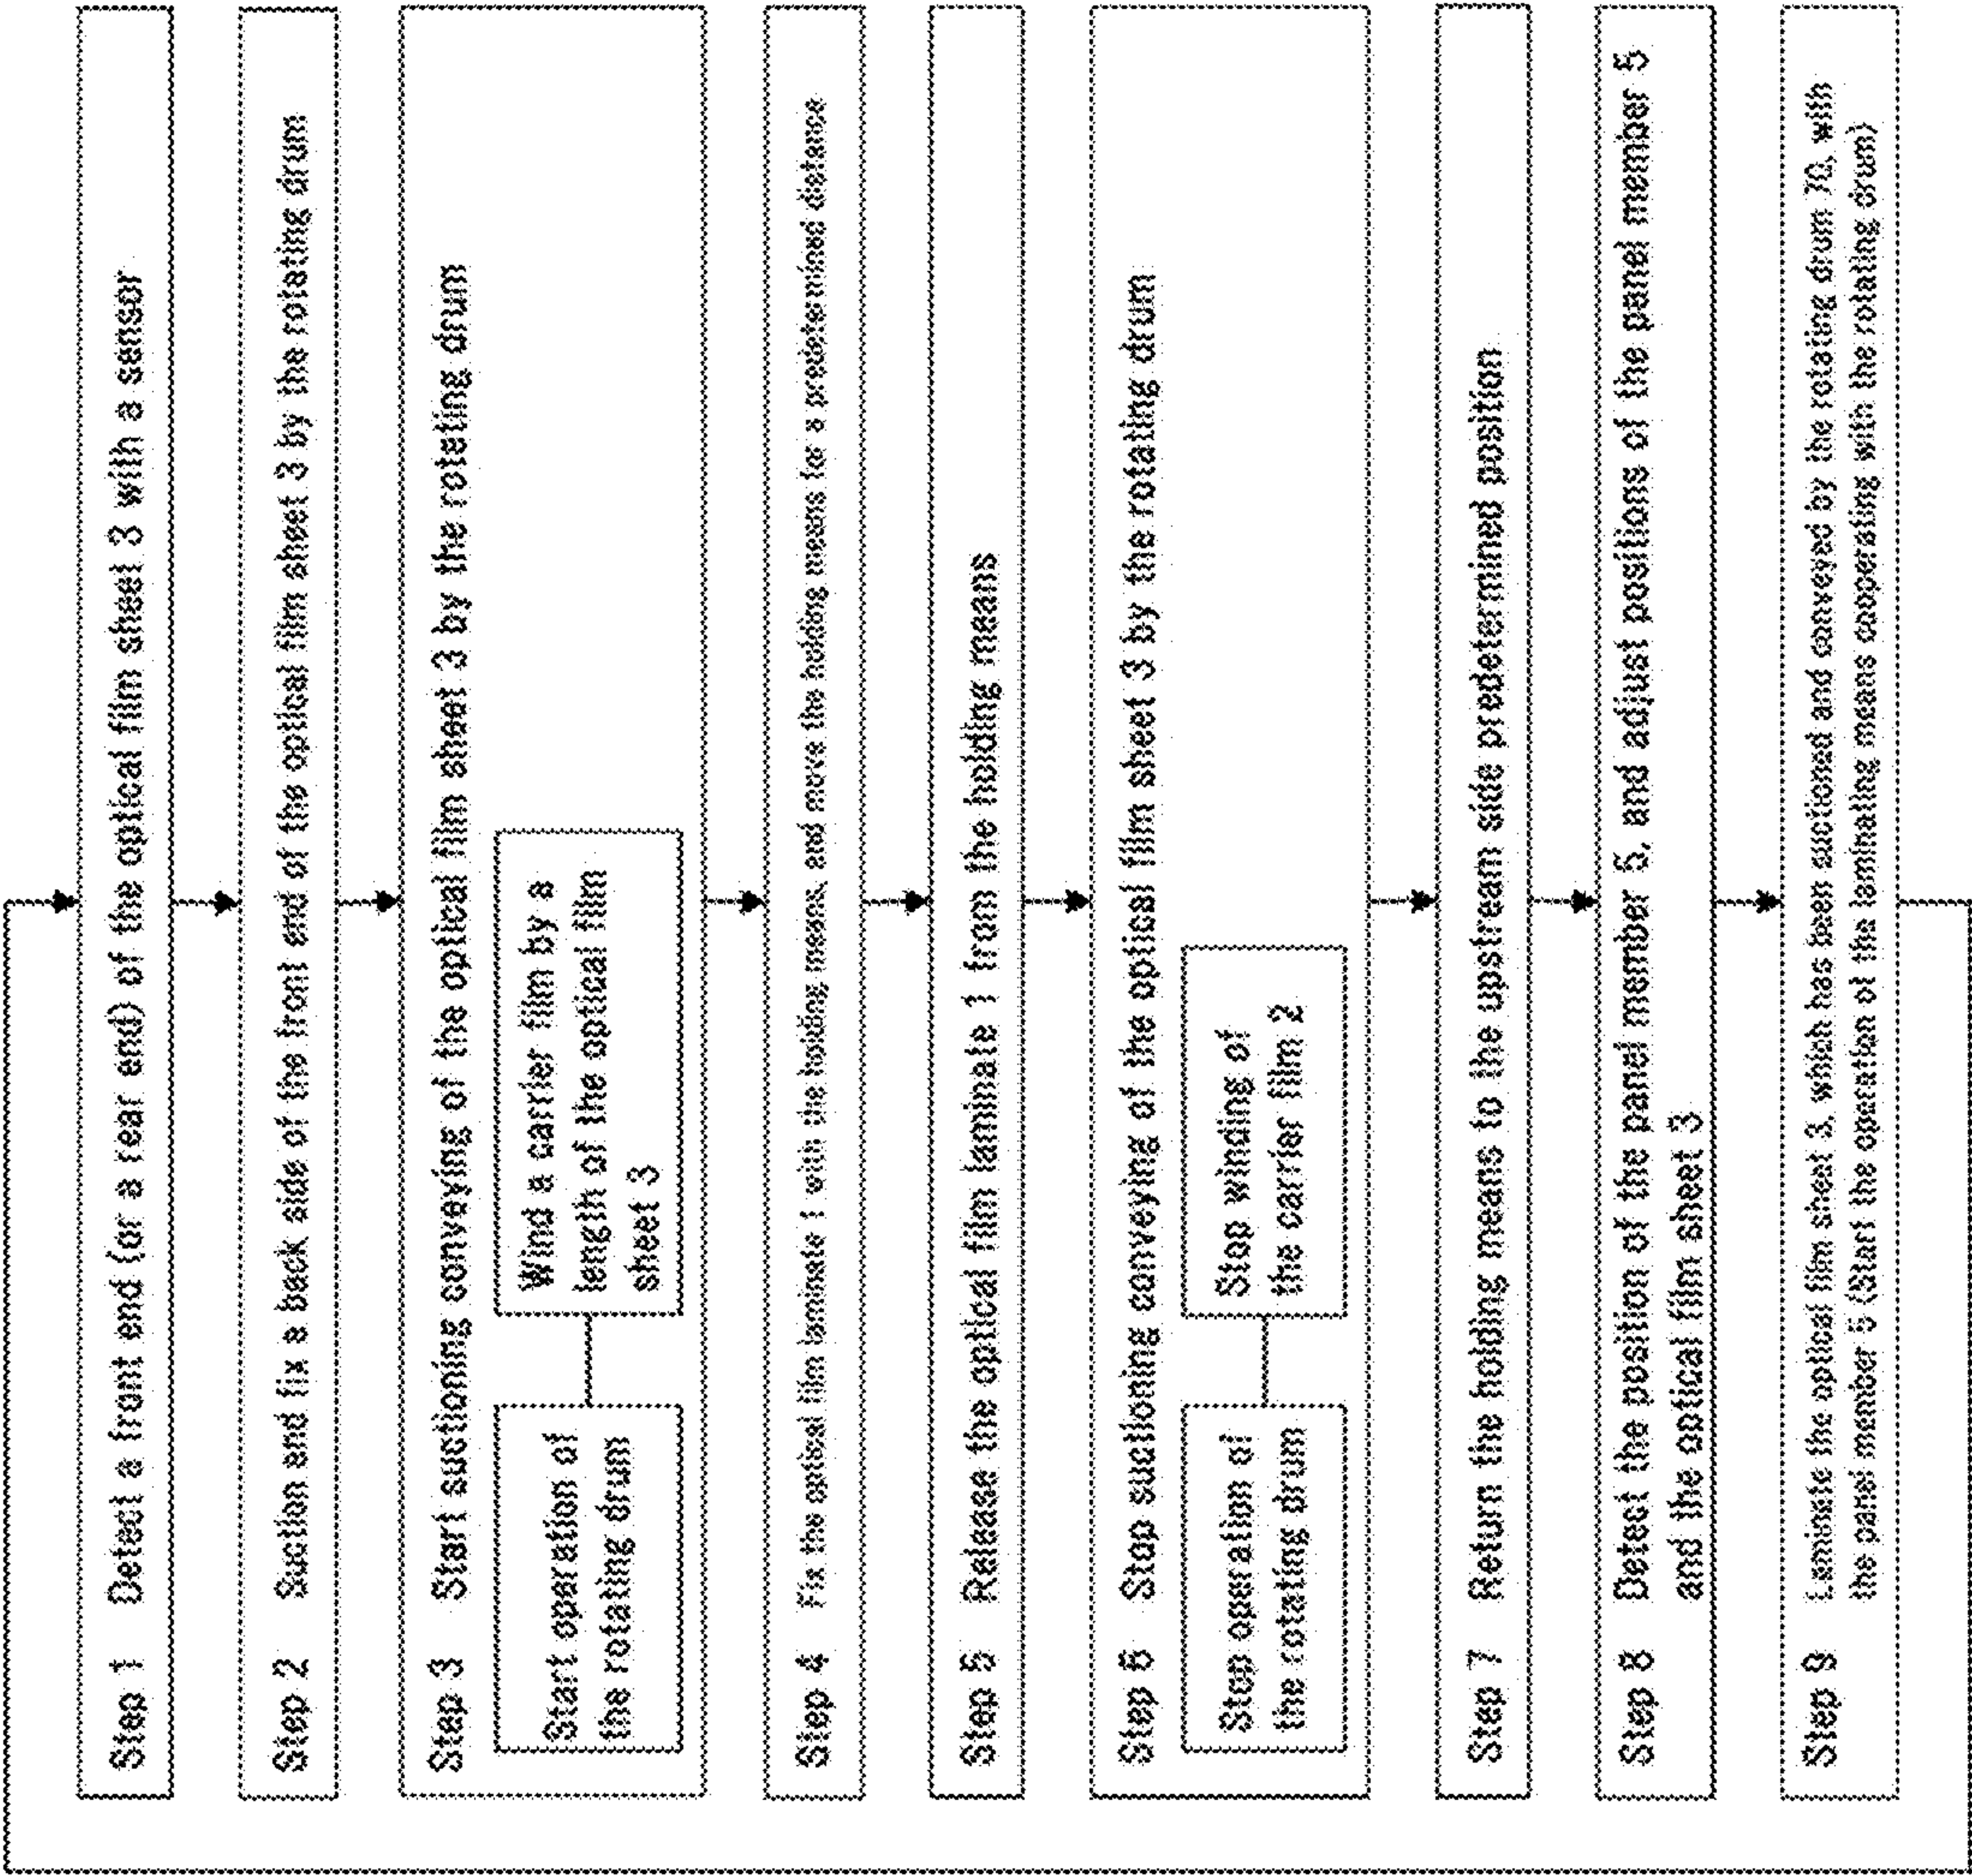 Step 1 Detect a front end (or a rear end) of the optical film sheet 3 with a sensor
Step 2 Suction and fix a back side of the front end of the optical film sheet 3 by the rotating drum
Step 3 Start suctioning conveying of the optical film sheet 3 by the rotating drum
Start operation of
the rotating drum
Wind a carrier film by a
length of the optical film
sheet 3
Step 4 Fix the optical film laminate 1 with the holding means, and move the holding means for a predetermined distance
Step 5 Release the optical film laminate 1 from the holding means
Step 6 Stop suctioning conveying of the optical film sheet 3 by the rotating drum
Stop operation of
the rotating drum
Stop winding of
the carrier film 2
Step 7 Return the holding means to the upstream side predetermined position
Step 8 Detect the position of the panel member 5, and adjust positions of the panel member 5
and the optical film sheet 3
Step 9 Laminate the optical film sheet 3, which has been suctioned and conveyed by the rotating drum 70, with
the panel member 5 (Start the operation of the laminating means cooperating with the rotating drum)